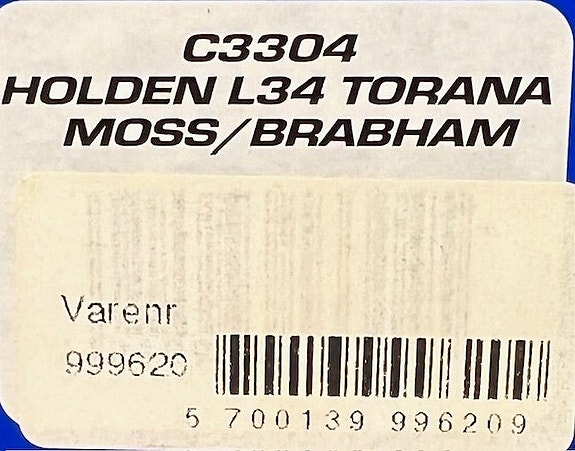 C3304
HOLDEN L34 TORANA
MOSS/BRABHAM
Varenr
999620
5 700139 996209